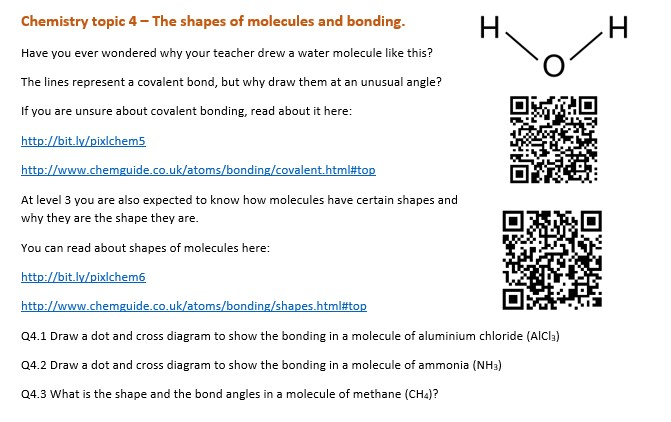 Chemistry topic 4 – The shapes of molecules and bonding.
H H
O
Have you ever wondered why your teacher drew a water molecule like this?
The lines represent a covalent bond, but why draw them at an unusual angle?
If you are unsure about covalent bonding, read about it here:
http://bit.ly/pixlchem5
http://www.chemguide.co.uk/atoms/bonding/covalent.html#top
At level 3 you are also expected to know how molecules have certain shapes and
why they are the shape they are.
You can read about shapes of molecules here:
http://bit.ly/pixlchem6
http://www.chemguide.co.uk/atoms/bonding/shapes.html#top
Q4.1 Draw a dot and cross diagram to show the bonding in a molecule of aluminium chloride (AlCl₃)
Q4.2 Draw a dot and cross diagram to show the bonding in a molecule of ammonia (NH₃)
Q4.3 What is the shape and the bond angles in a molecule of methane (CH₄)?